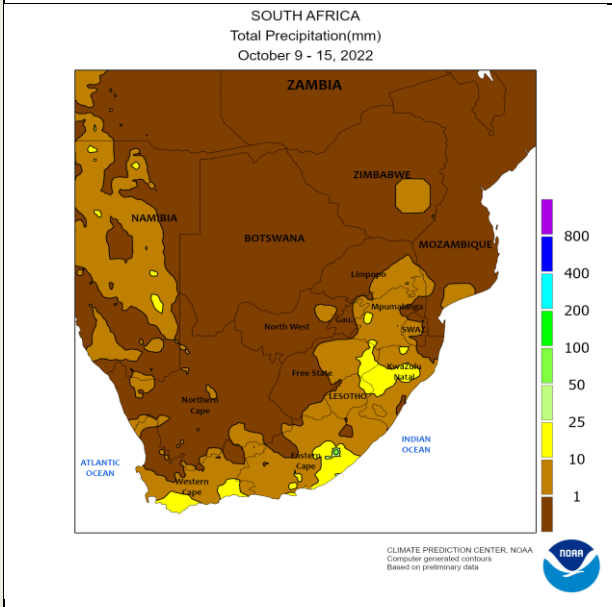 SOUTH AFRICA
Total Precipitation(mm)
October 9 - 15, 2022
ZAMBIA
ZIMBABWE
NAMIBIA
BOTSWANA
MOZAMBIQUE
Limpopo
Mpumalanga
Gau.
North West
SWAZ.
Free State
KwaZulu
Natal
LESOTHO
Northern
Cape
Eastern
Cape
Western
Cape
ATLANTIC
OCEAN
INDIAN
OCEAN
800
400
200
100
50
25
10
1
CLIMATE PREDICTION CENTER, NOAA
Computer generated contours
Based on preliminary data
NOAA